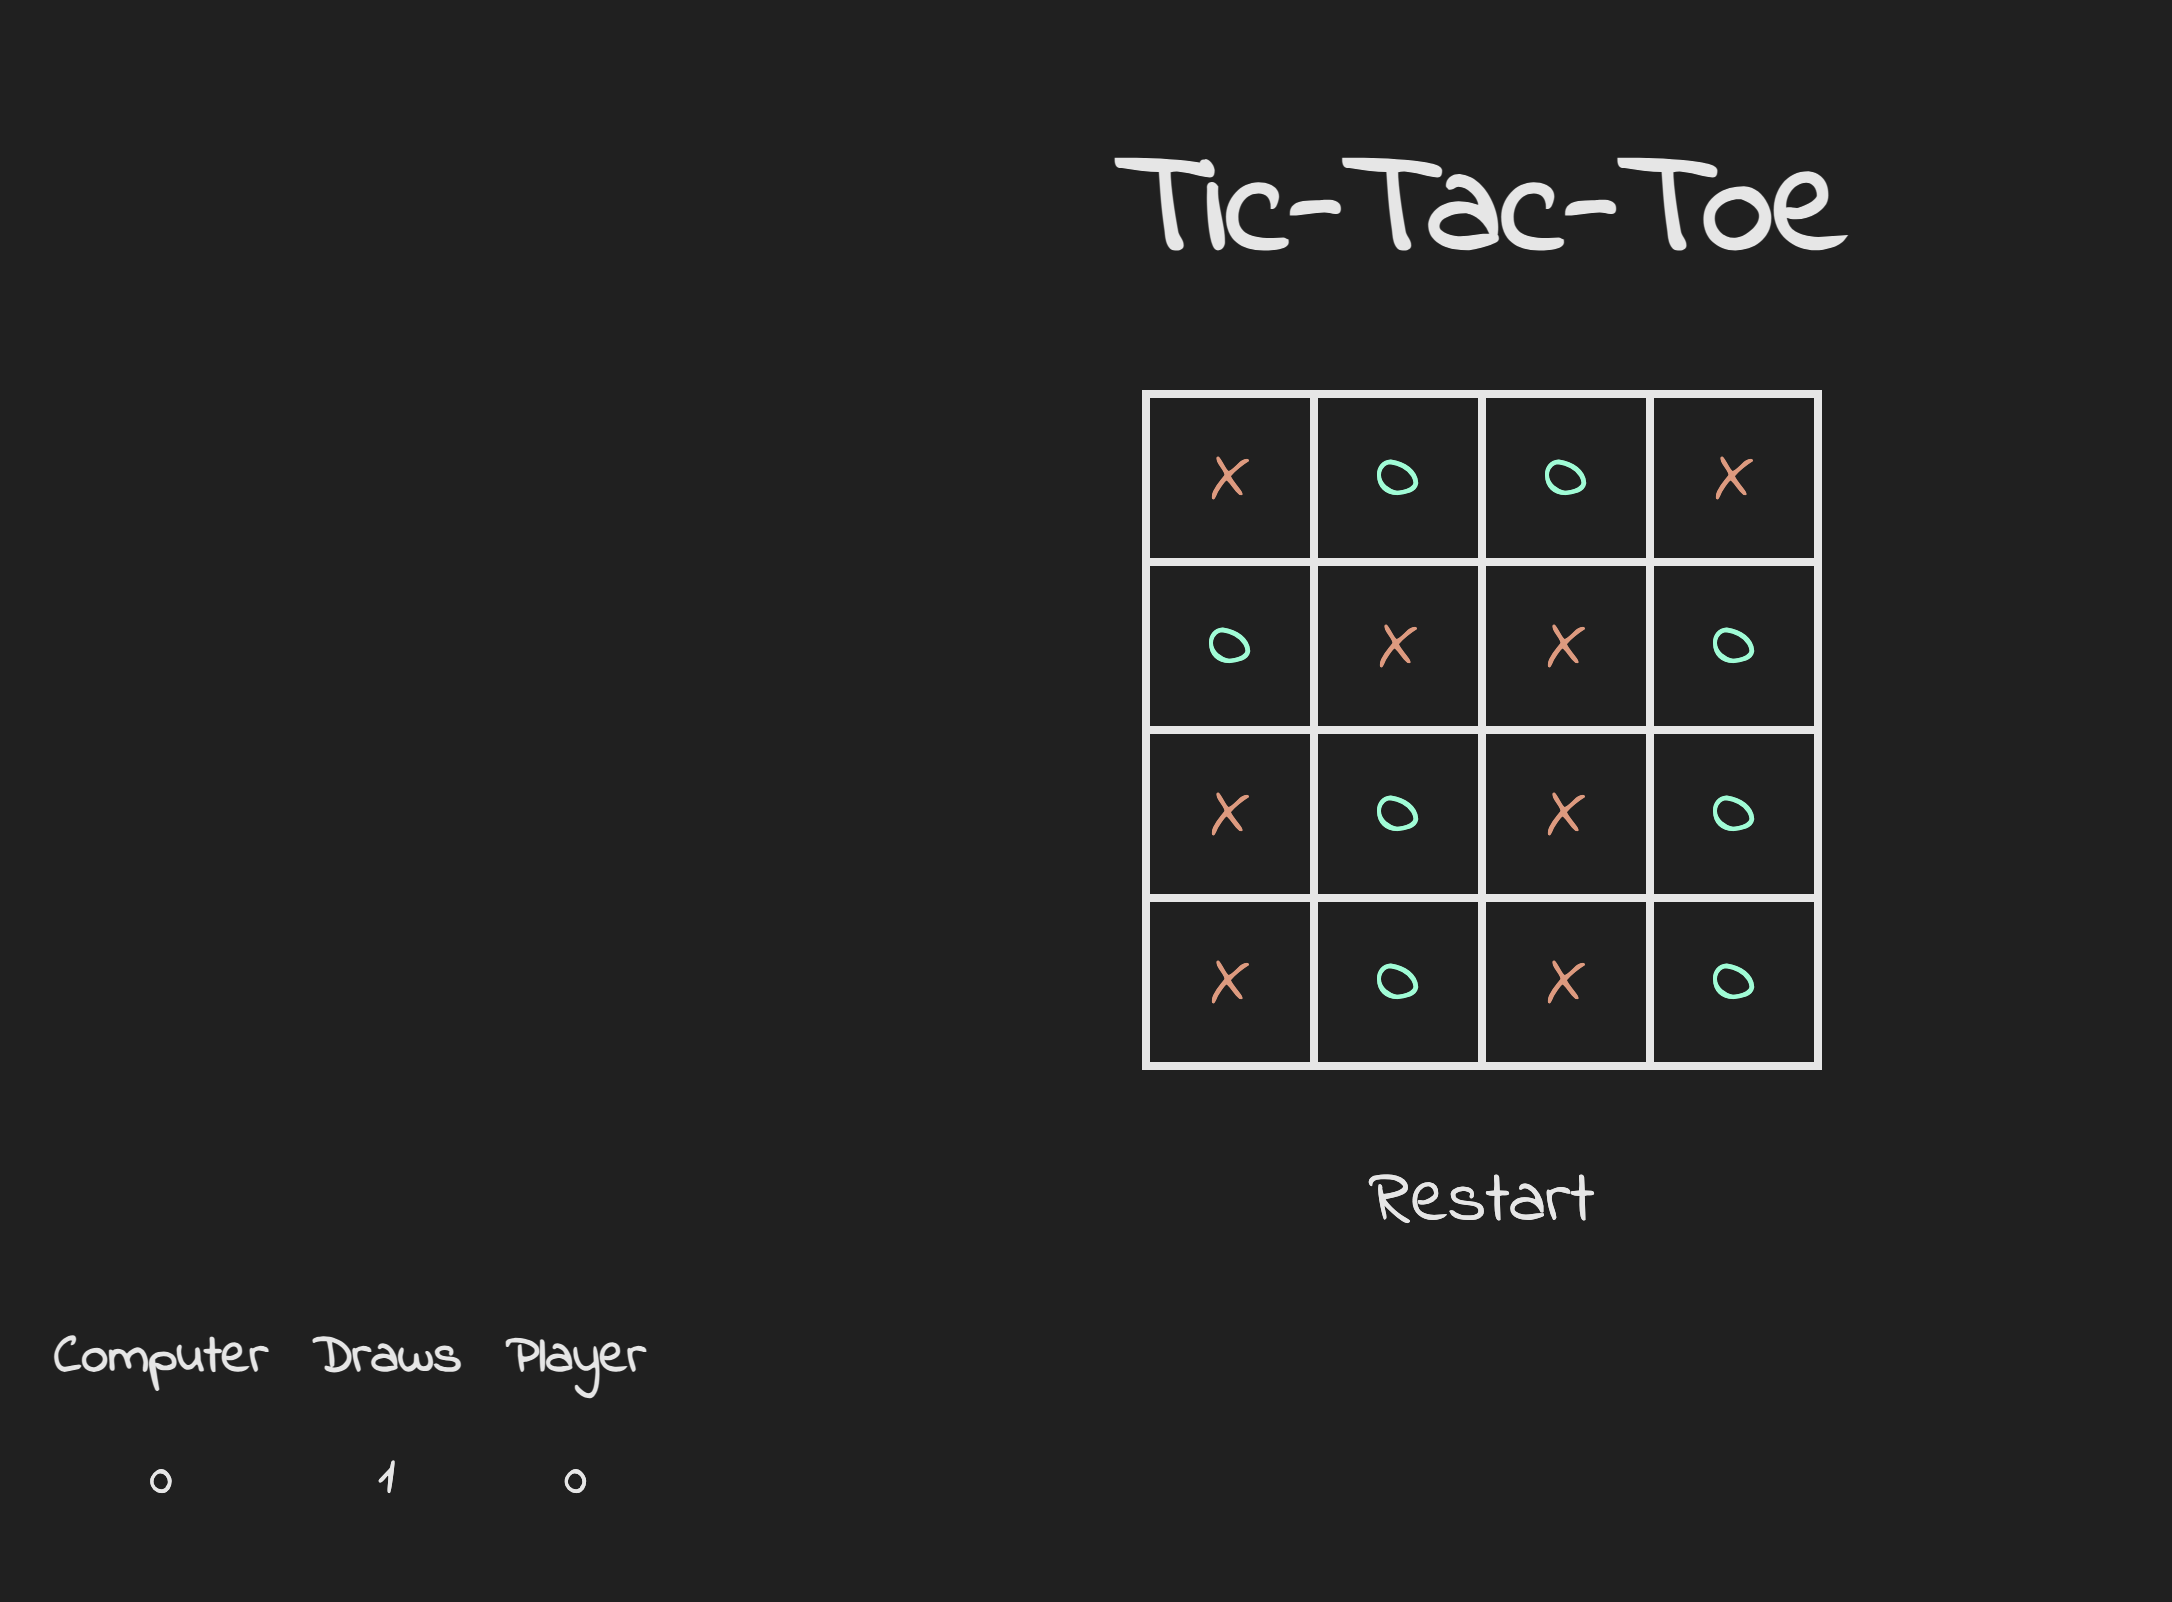 Tic-Tac-Toe
X O O X
O X X O
X O X O
X O X O
Restart
Computer Draws Player
0 1 0